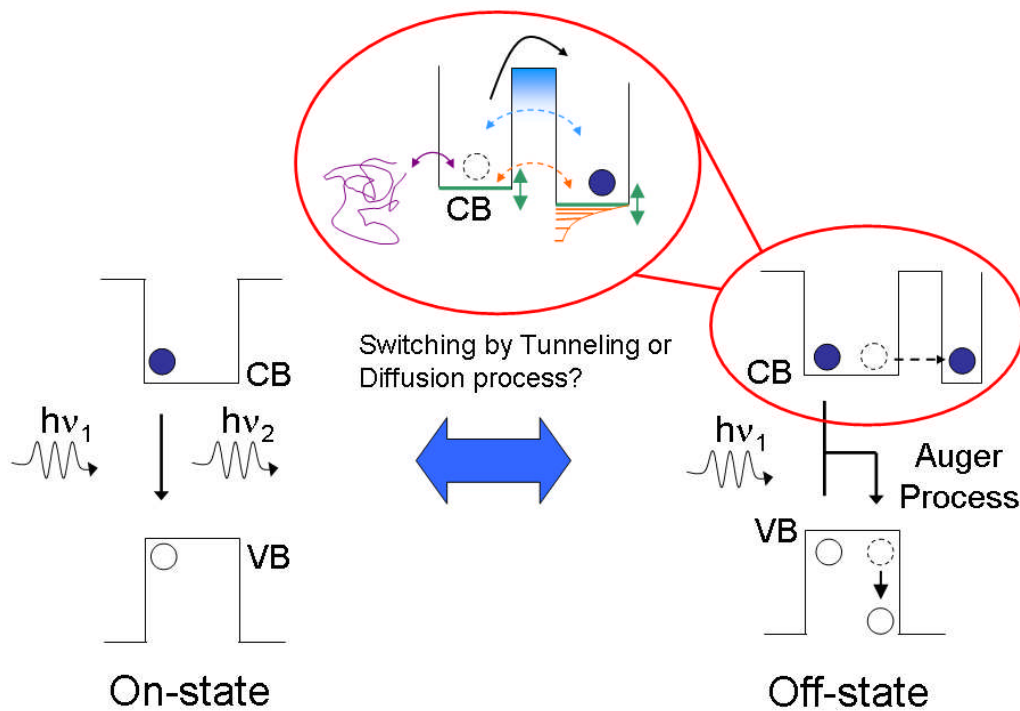 CB
Switching by Tunneling or
Diffusion process?
CB
CB
hν₁
hν₂
hν₁
Auger
Process
VB
VB
On-state
Off-state